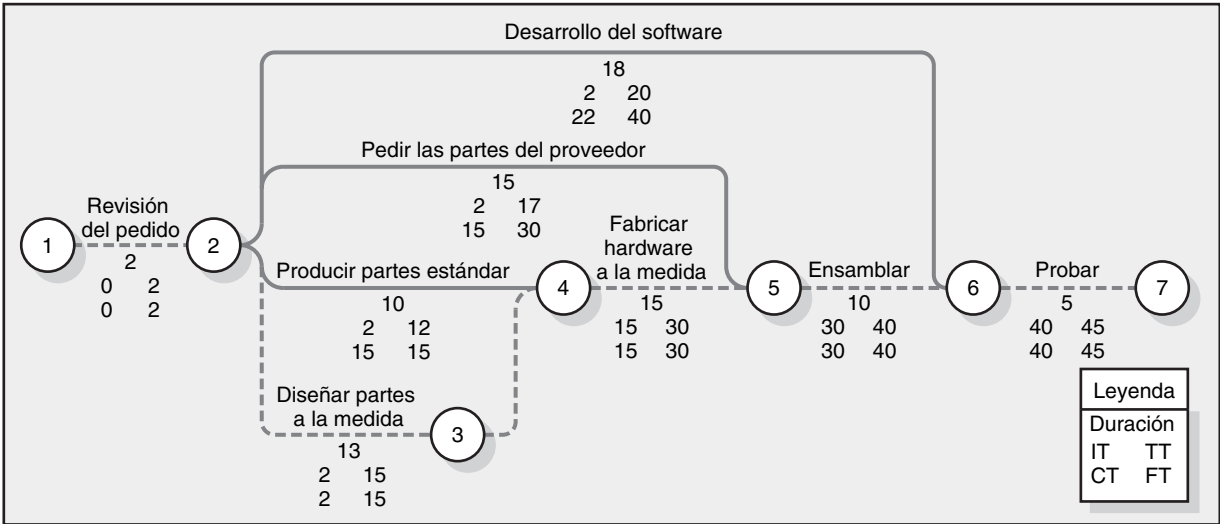 Desarrollo del software
18
2 20
22 40
Pedir las partes del proveedor
15
2 17
15 30
Revisión
del pedido
1
2
2
0 2
0 2
Producir partes estándar
10
2 12
15 15
4
Fabricar
hardware
a la medida
15
15 30
15 30
5
Ensamblar
10
30 40
30 40
6
Probar
5
40 45
40 45
7
Diseñar partes
a la medida
13
2 15
2 15
3
Leyenda
Duración
IT TT
CT FT